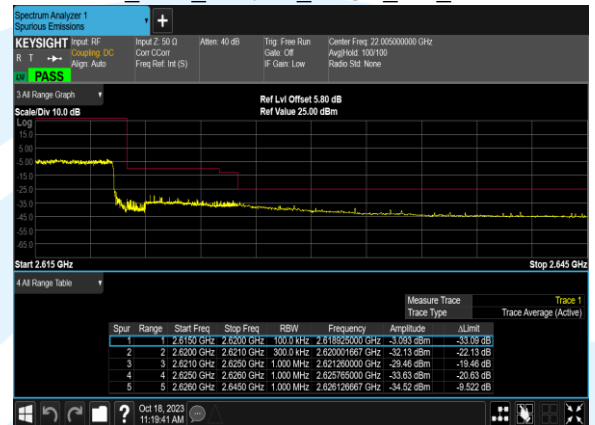 Spectrum Analyzer 1
Spurious Emissions
+
KEYSIGHT Input: RF Input Z: 50 Ω Atten: 40 dB Trig: Free Run Center Freq: 22.005000000 GHz
R T Coupling: DC Corr CCorr Gate: Off Avg|Hold: 100/100
Align: Auto Freq Ref: Int (S) IF Gain: Low Radio Std: None
LV PASS
3 All Range Graph
Ref Lvl Offset 5.80 dB
Scale/Div 10.0 dB Ref Value 25.00 dBm
Log
15.0
5.00
-5.00
-15.0
-25.0
-35.0
-45.0
-55.0
-65.0
Start 2.615 GHz Stop 2.645 GHz
4 All Range Table
Measure Trace Trace 1
Trace Type Trace Average (Active)
Spur Range Start Freq Stop Freq RBW Frequency Amplitude ΔLimit
1 1 2.6150 GHz 2.6200 GHz 100.0 kHz 2.618925000 GHz -3.093 dBm -33.09 dB
2 2 2.6200 GHz 2.6210 GHz 300.0 kHz 2.620001667 GHz -32.13 dBm -22.13 dB
3 3 2.6210 GHz 2.6250 GHz 1.000 MHz 2.621260000 GHz -29.46 dBm -19.46 dB
4 4 2.6250 GHz 2.6260 GHz 1.000 MHz 2.625765000 GHz -33.63 dBm -20.63 dB
5 5 2.6260 GHz 2.6450 GHz 1.000 MHz 2.626126667 GHz -34.52 dBm -9.522 dB
? Oct 18, 2023
11:19:41 AM